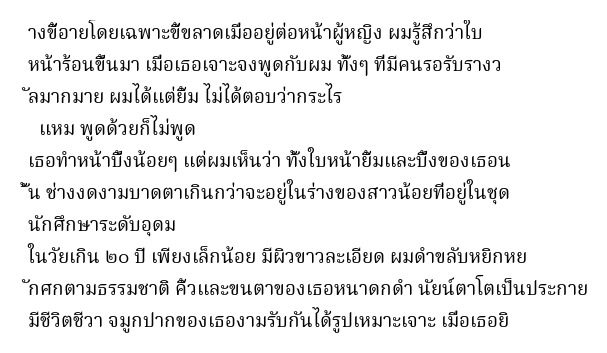 างขี้อายโดยเฉพาะขี้ขลาดเมื่ออยู่ต่อหน้าผู้หญิง ผมรู้สึกว่าใบ
หน้าร้อนขึ้นมา เมื่อเธอเจาะจงพูดกับผม ทั้งๆ ที่มีคนรอรับรางว
ัลมากมาย ผมได้แต่ยิ้ม ไม่ได้ตอบว่ากระไร
แหม พูดด้วยก็ไม่พูด
เธอทำหน้าบึ้งน้อยๆ แต่ผมเห็นว่า ทั้งใบหน้ายิ้มและบึ้งของเธอน
ั้น ช่างงดงามบาดตาเกินกว่าจะอยู่ในร่างของสาวน้อยที่อยู่ในชุด
นักศึกษาระดับอุดม
ในวัยเกิน ๒๐ ปี เพียงเล็กน้อย มีผิวขาวละเอียด ผมดำขลับหยิกหย
ักศกตามธรรมชาติ คิ้วและขนตาของเธอหนาดกดำ นัยน์ตาโตเป็นประกาย
มีชีวิตชีวา จมูกปากของเธองามรับกันได้รูปเหมาะเจาะ เมื่อเธอยิ